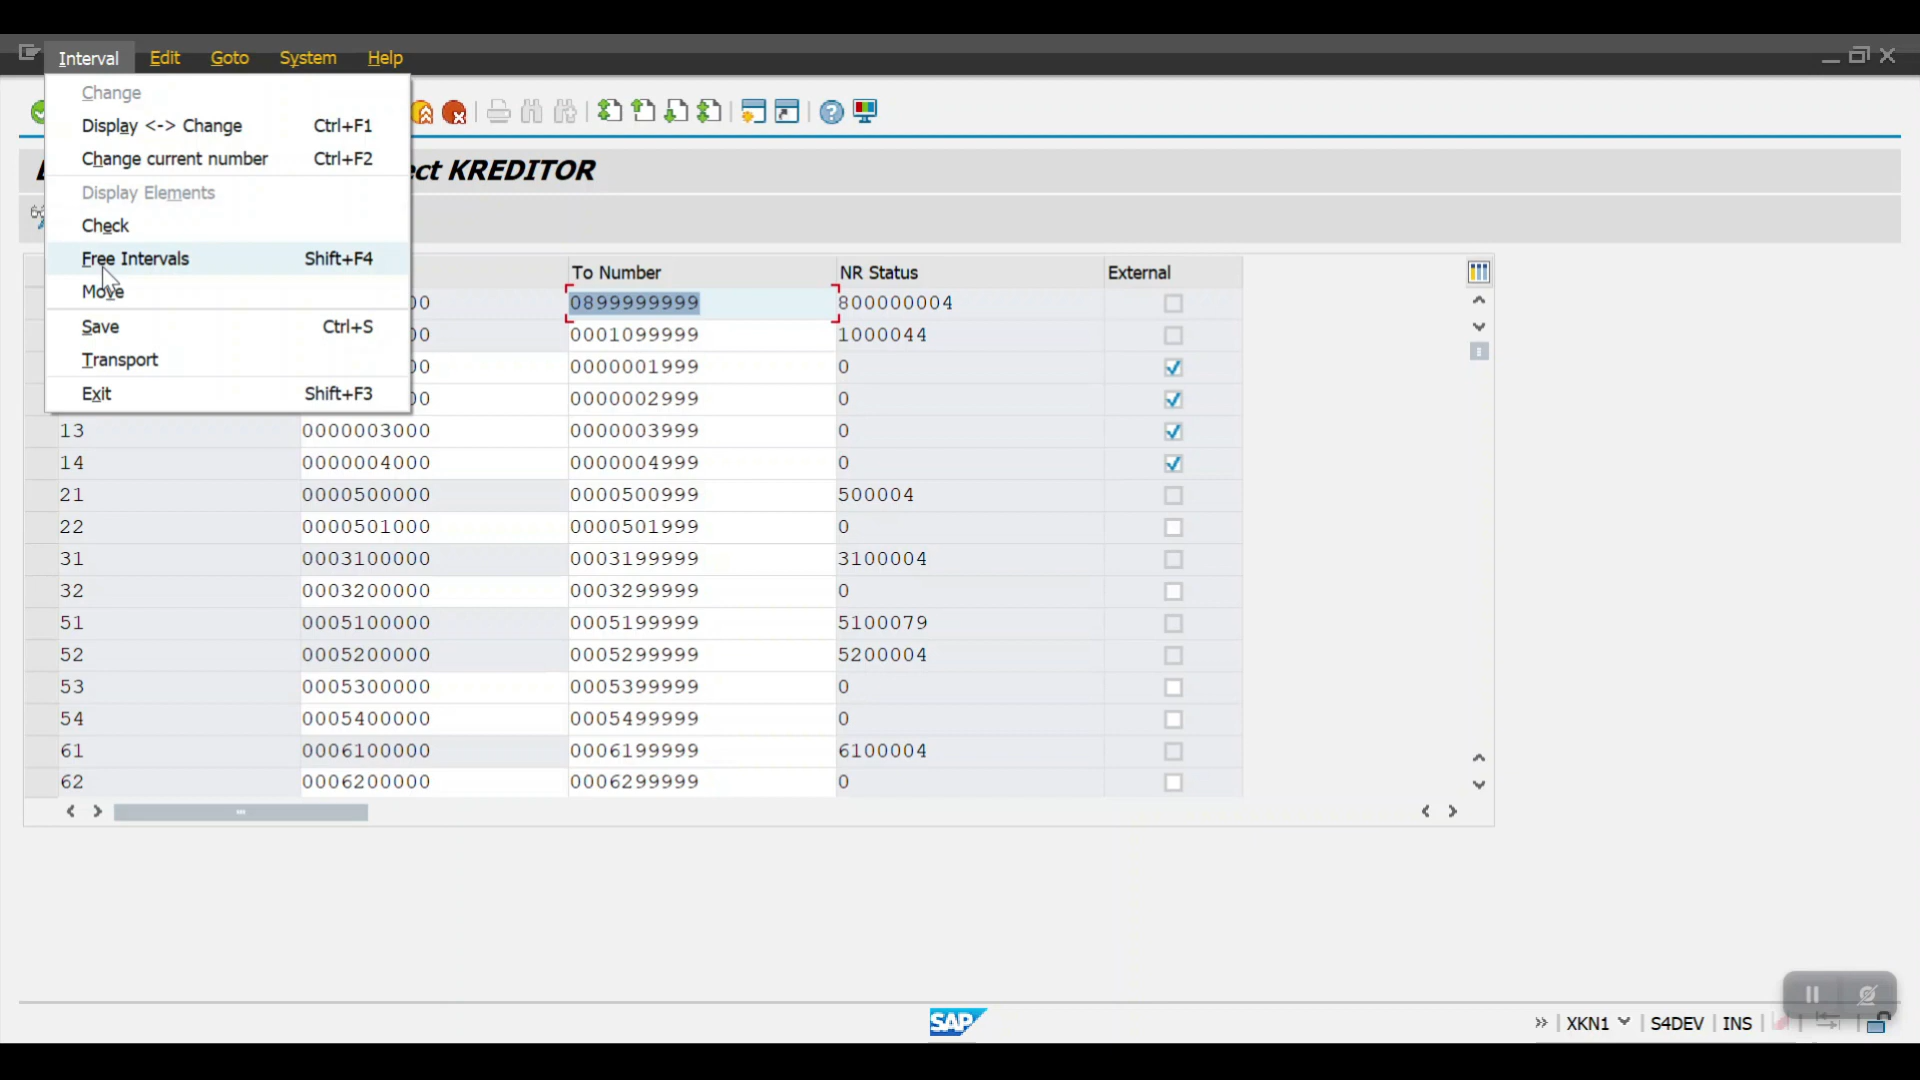 Interval Edit Goto System Help
Change
Display <-> Change Ctrl+F1
Change current number Ctrl+F2
ect KREDITOR
Display Elements
Check
Free Intervals Shift+F4
Move
Save Ctrl+S
Transport
Exit Shift+F3
To Number NR Status External
00 0899999999 800000004
00 0001099999 1000044
00 0000001999 0
00 0000002999 0
13 0000003000 0000003999 0
14 0000004000 0000004999 0
21 0000500000 0000500999 500004
22 0000501000 0000501999 0
31 0003100000 0003199999 3100004
32 0003200000 0003299999 0
51 0005100000 0005199999 5100079
52 0005200000 0005299999 5200004
53 0005300000 0005399999 0
54 0005400000 0005499999 0
61 0006100000 0006199999 6100004
62 0006200000 0006299999 0
SAP
XKN1 S4DEV INS